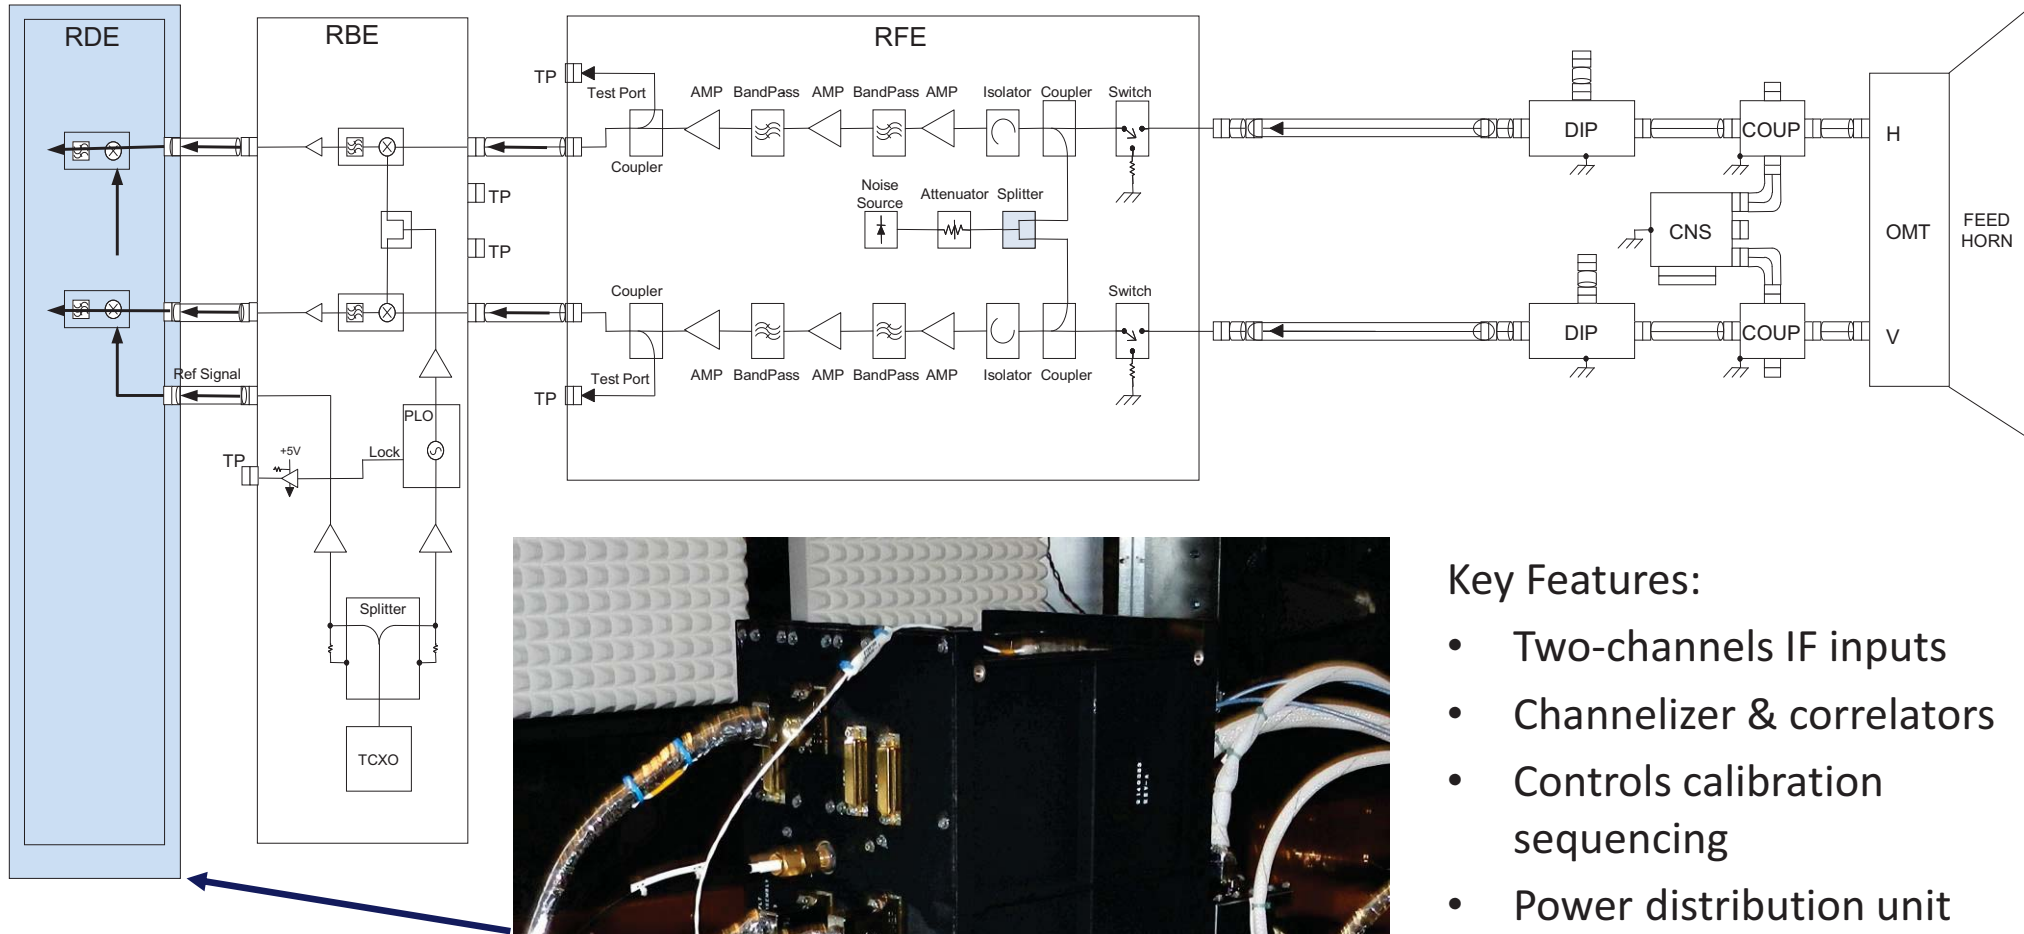 RDE
RBE
RFE
TP
Test Port
AMP
BandPass
AMP
BandPass
AMP
Isolator
Coupler
Switch
Coupler
DIP
COUP
H
TP
TP
Noise
Source
Attenuator
Splitter
CNS
OMT
FEED
HORN
Coupler
Switch
DIP
COUP
V
Ref Signal
Test Port
AMP
BandPass
AMP
BandPass
AMP
Isolator
Coupler
TP
PLO
+5V
Lock
TP
Splitter
TCXO
Key Features:
• Two-channels IF inputs
• Channelizer & correlators
• Controls calibration
sequencing
• Power distribution unit